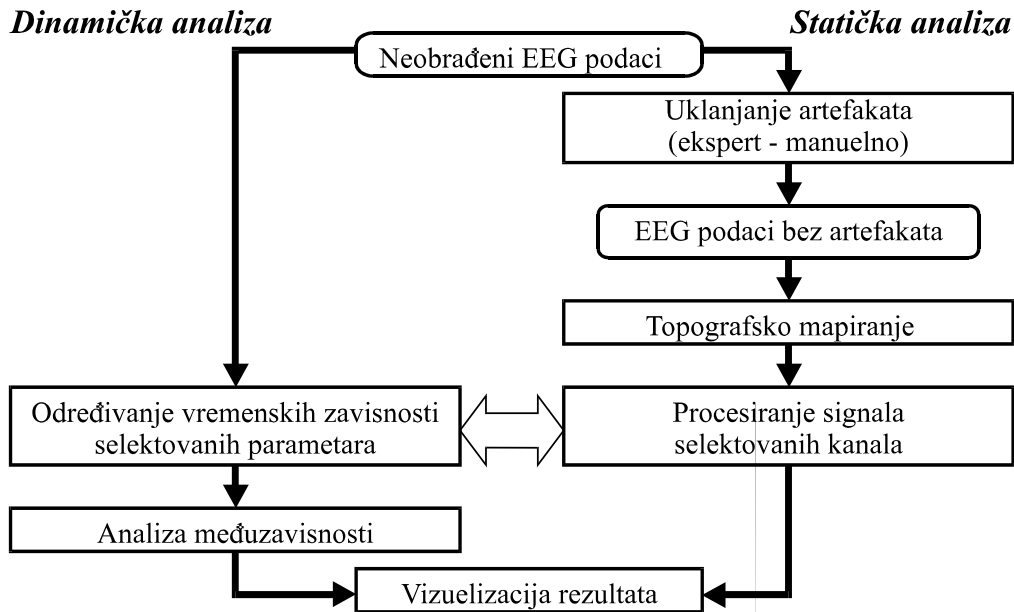 Dinamička analiza
Statička analiza
Neobrađeni EEG podaci
Uklanjanje artefakata
(ekspert - manuelno)
EEG podaci bez artefakata
Topografsko mapiranje
Određivanje vremenskih zavisnosti
selektovanih parametara
Procesiranje signala
selektovanih kanala
Analiza međuzavisnosti
Vizuelizacija rezultata